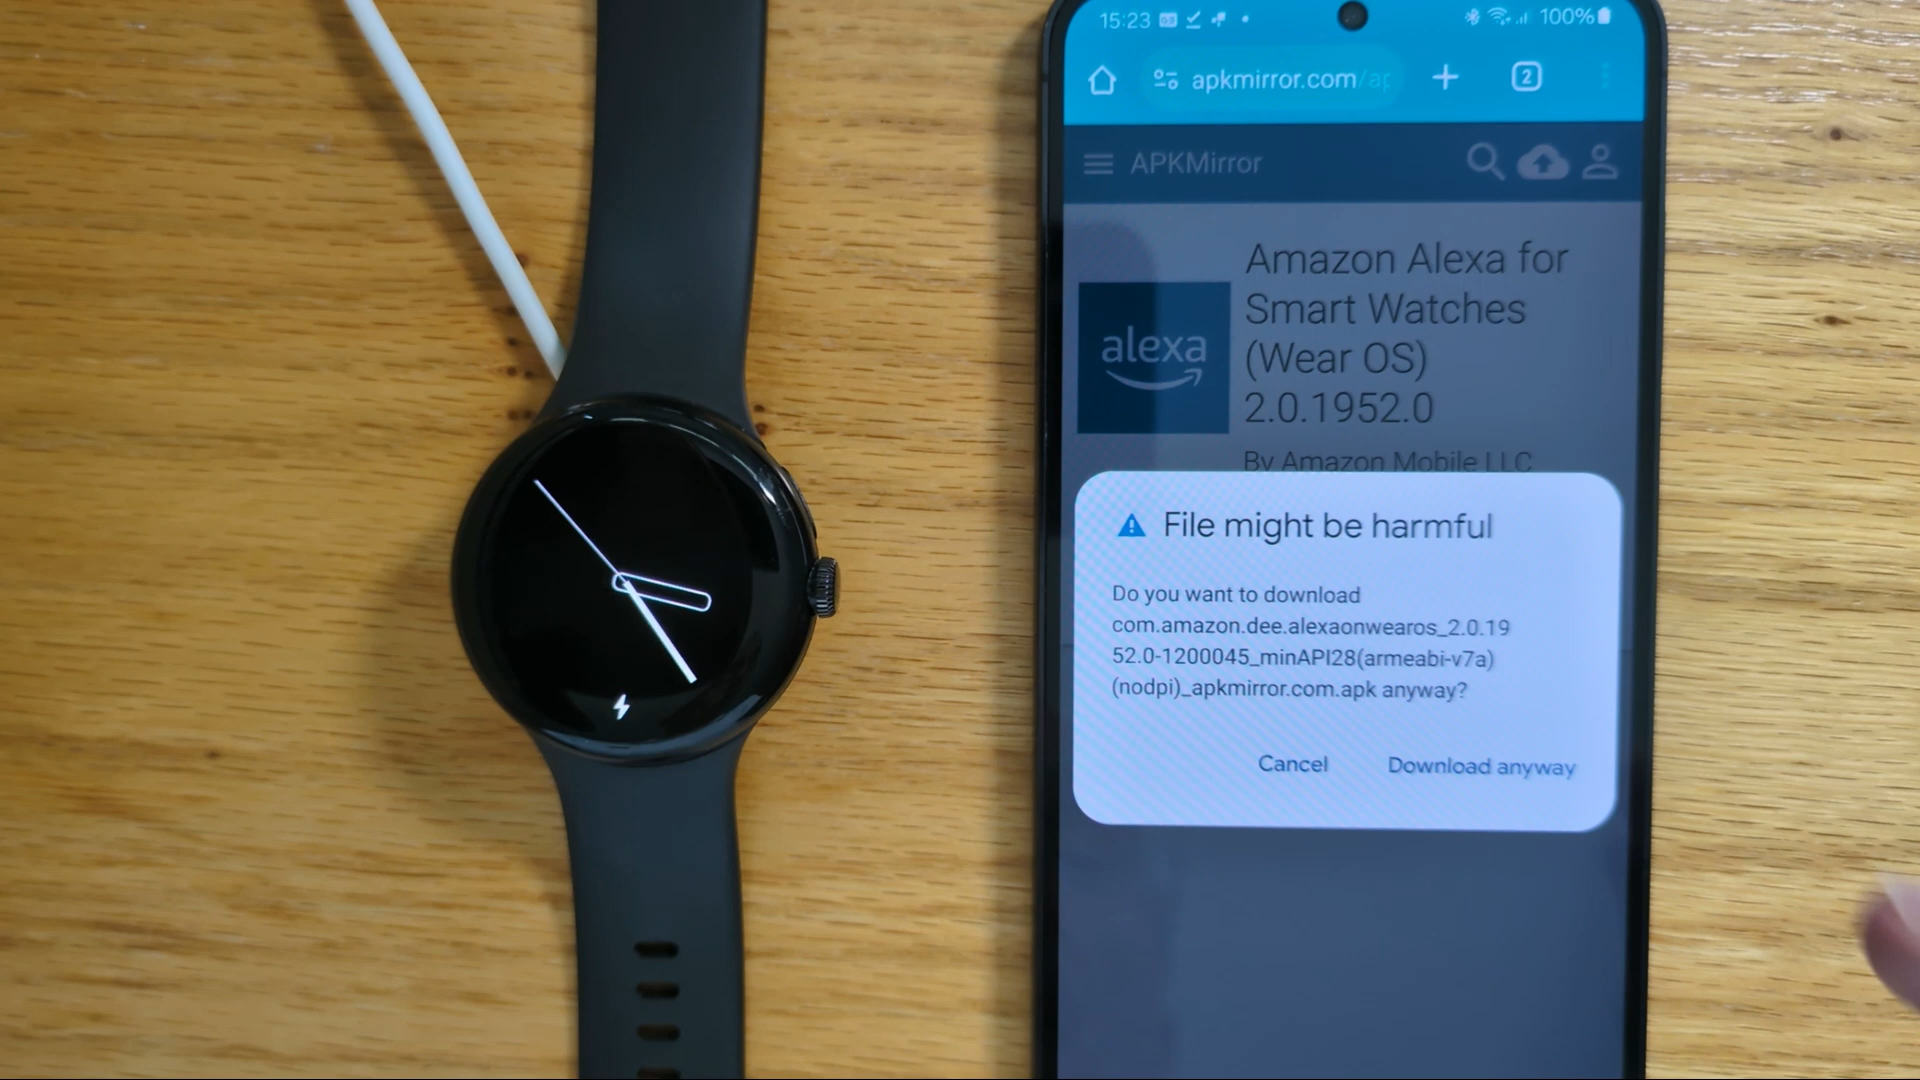 15:23
100%
apkmirror.com/ap
2
APKMirror
Amazon Alexa for
Smart Watches
(Wear OS)
2.0.1952.0
alexa
By Amazon Mobile LLC
File might be harmful
Do you want to download
com.amazon.dee.alexaonwearos_2.0.19
52.0-1200045_minAPI28(armeabi-v7a)
(nodpi)_apkmirror.com.apk anyway?
Cancel
Download anyway